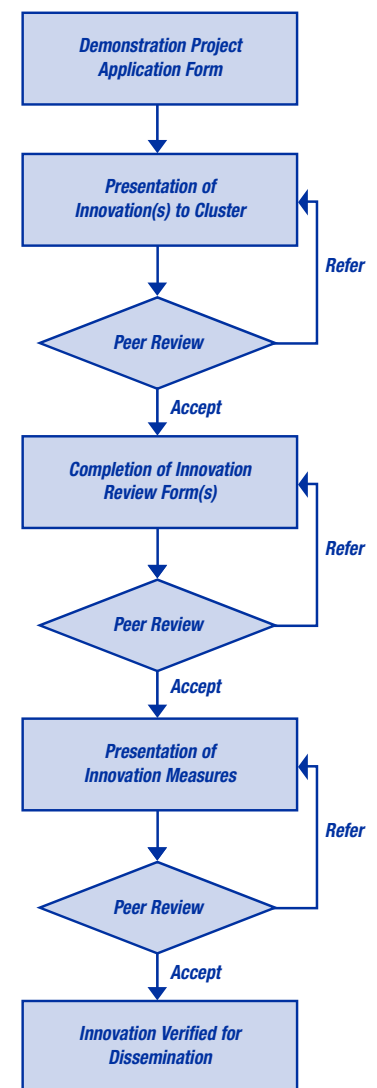 Demonstration Project
Application Form
Presentation of
Innovation(s) to Cluster
Refer
Peer Review
Accept
Completion of Innovation
Review Form(s)
Refer
Peer Review
Accept
Presentation of
Innovation Measures
Refer
Peer Review
Accept
Innovation Verified for
Dissemination